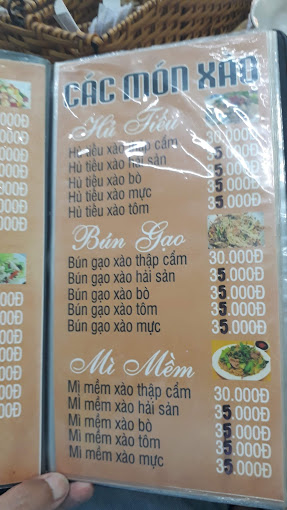 CÁC MÓN XÀO
Hủ Tiếu
Hủ tiếu xào thập cẩm 30.000Đ
Hủ tiếu xào hải sản 35.000Đ
Hủ tiếu xào bò 35.000Đ
Hủ tiếu xào mực 35.000Đ
Hủ tiếu xào tôm 35.000Đ
Bún Gạo
Bún gạo xào thập cẩm 30.000Đ
Bún gạo xào hải sản 35.000Đ
Bún gạo xào bò 35.000Đ
Bún gạo xào tôm 35.000Đ
Bún gạo xào mực 35.000Đ
Mì Mềm
Mì mềm xào thập cẩm 30.000Đ
Mì mềm xào hải sản 35.000Đ
Mì mềm xào bò 35.000Đ
Mì mềm xào tôm 35.000Đ
Mì mềm xào mực 35.000Đ